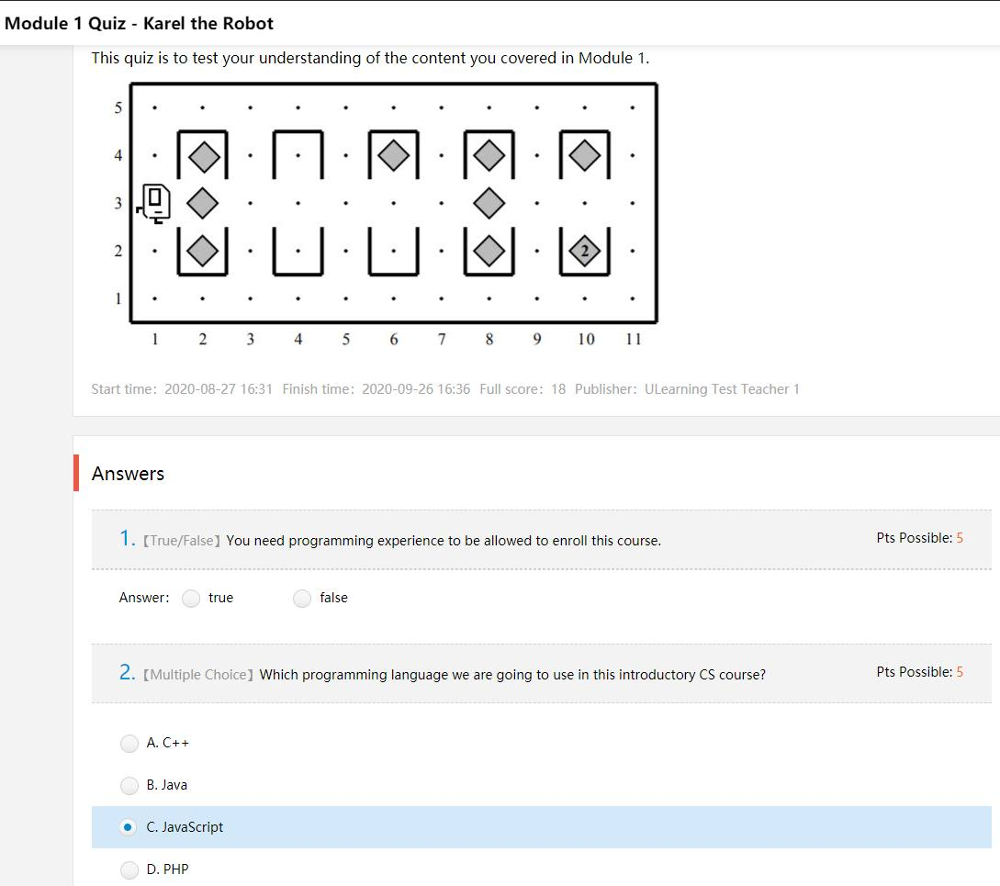 Module 1 Quiz - Karel the Robot
This quiz is to test your understanding of the content you covered in Module 1.
5
4
3
2
2
1
1 2 3 4 5 6 7 8 9 10 11
Start time：2020-08-27 16:31 Finish time：2020-09-26 16:36 Full score：18 Publisher：ULearning Test Teacher 1
Answers
1.【True/False】You need programming experience to be allowed to enroll this course. Pts Possible: 5
Answer: true false
2.【Multiple Choice】Which programming language we are going to use in this introductory CS course? Pts Possible: 5
A. C++
B. Java
C. JavaScript
D. PHP